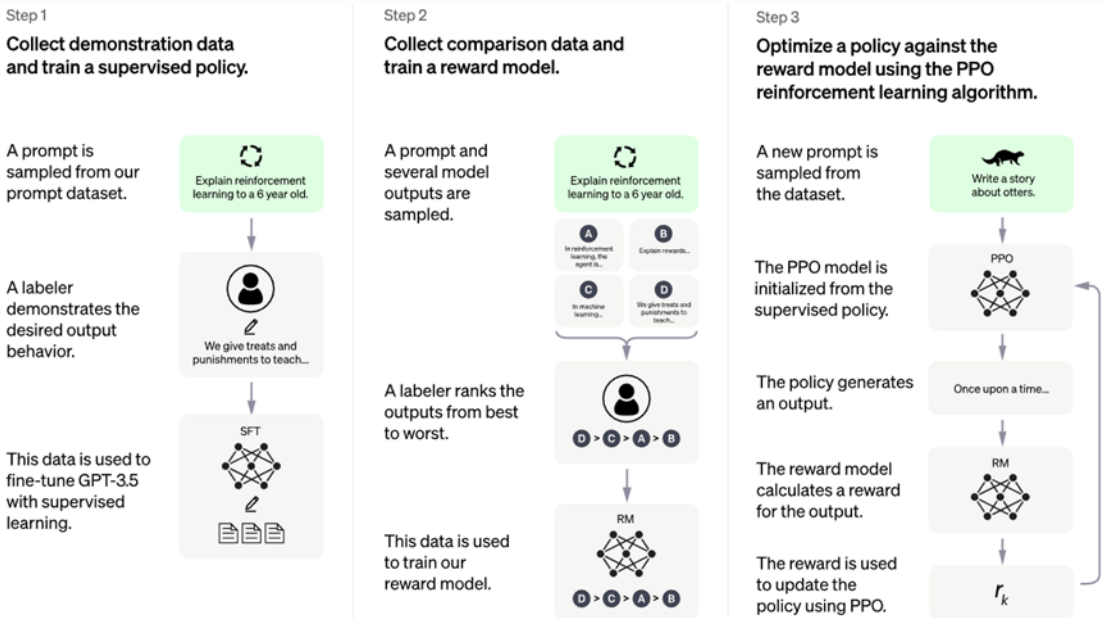 Step 1
Collect demonstration data
and train a supervised policy.
A prompt is
sampled from our
prompt dataset.
Explain reinforcement
learning to a 6 year old.
A labeler
demonstrates the
desired output
behavior.
We give treats and
punishments to teach...
This data is used to
fine-tune GPT-3.5
with supervised
learning.
SFT
Step 2
Collect comparison data and
train a reward model.
A prompt and
several model
outputs are
sampled.
Explain reinforcement
learning to a 6 year old.
A
In reinforcement
learning, the
agent is...
B
Explain rewards...
C
In machine
learning...
D
We give treats and
punishments to
teach...
A labeler ranks the
outputs from best
to worst.
D > C > A > B
This data is used
to train our
reward model.
RM
D > C > A > B
Step 3
Optimize a policy against the
reward model using the PPO
reinforcement learning algorithm.
A new prompt is
sampled from
the dataset.
Write a story
about otters.
The PPO model is
initialized from the
supervised policy.
PPO
The policy generates
an output.
Once upon a time...
The reward model
calculates a reward
for the output.
RM
The reward is used
to update the
policy using PPO.
rk